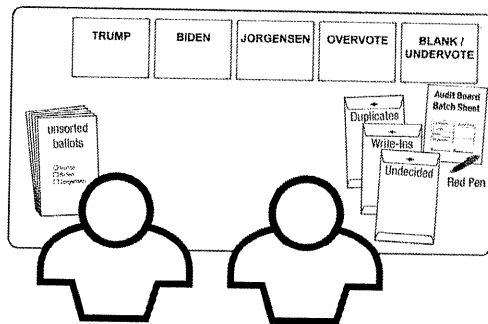 TRUMP
BIDEN
JORGENSEN
OVERVOTE
BLANK /
UNDERVOTE
unsorted
ballots
Trump
Biden
Jorgensen
Duplicates
Write-Ins
Undecided
Audit Board
Batch Sheet
Red Pen